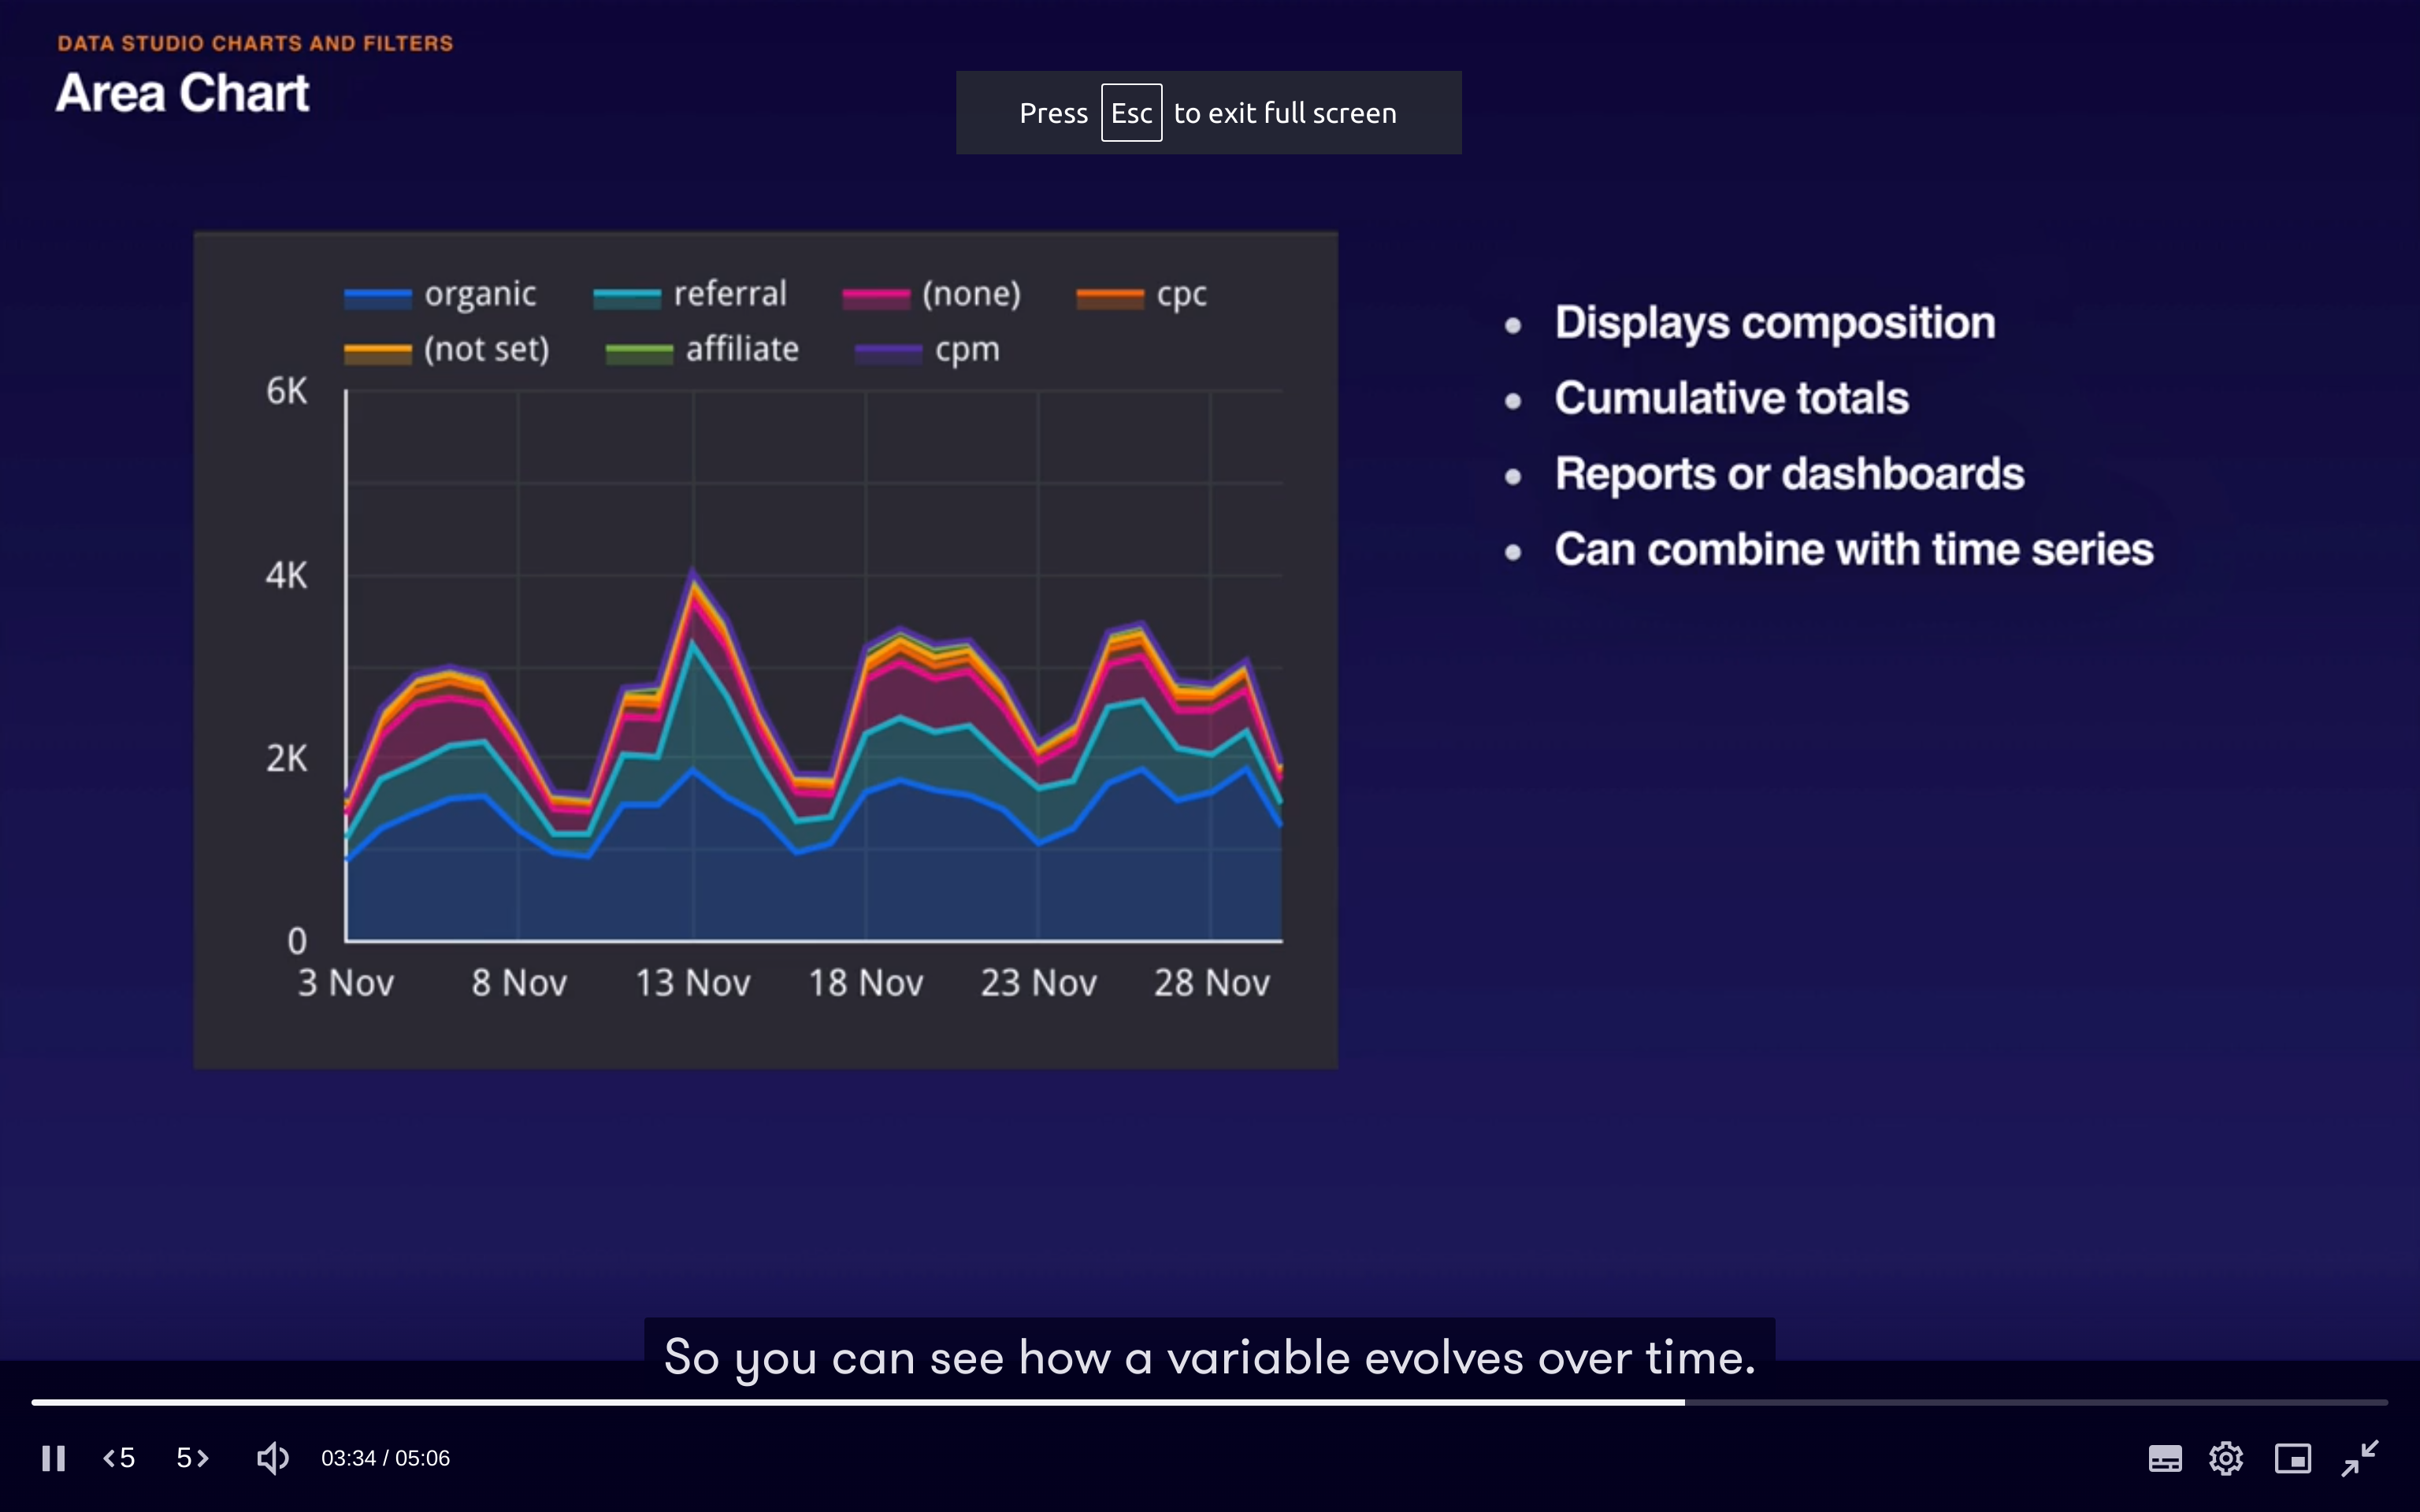 DATA STUDIO CHARTS AND FILTERS
Area Chart
Press Esc to exit full screen
organic referral (none) cpc
(not set) affiliate cpm
6K
4K
2K
0
3 Nov 8 Nov 13 Nov 18 Nov 23 Nov 28 Nov
Displays composition
Cumulative totals
Reports or dashboards
Can combine with time series
So you can see how a variable evolves over time.
<5 5> 03:34 / 05:06